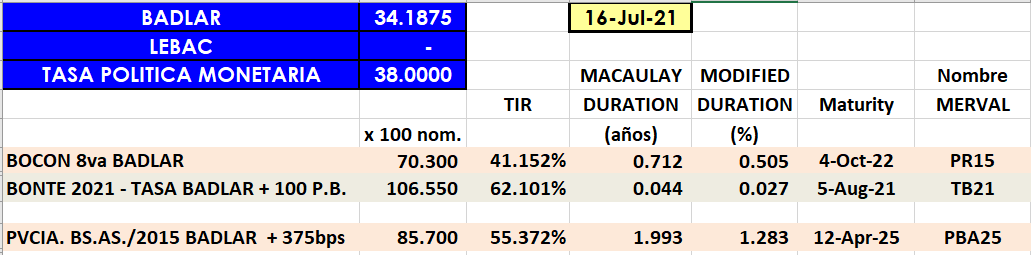 BADLAR 34.1875 16-Jul-21
LEBAC -
TASA POLITICA MONETARIA 38.0000 MACAULAY MODIFIED Nombre
TIR DURATION DURATION Maturity MERVAL
x 100 nom. (años) (%)
BOCON 8va BADLAR 70.300 41.152% 0.712 0.505 4-Oct-22 PR15
BONTE 2021 - TASA BADLAR + 100 P.B. 106.550 62.101% 0.044 0.027 5-Aug-21 TB21
PVCIA. BS.AS./2015 BADLAR + 375bps 85.700 55.372% 1.993 1.283 12-Apr-25 PBA25